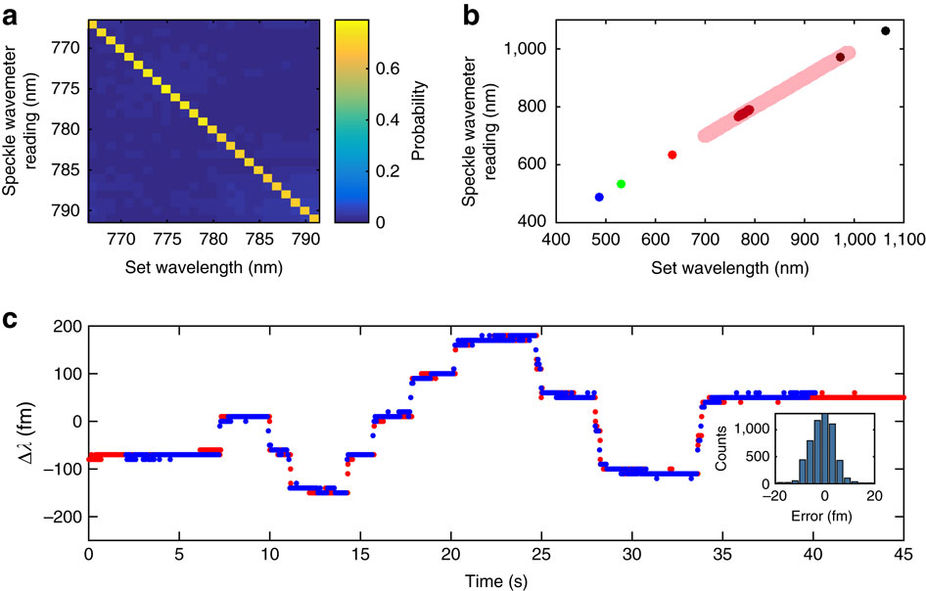 a
Speckle wavemeter
reading (nm)
770
775
780
785
790
770 775 780 785 790
Set wavelength (nm)
0.6
0.4
0.2
0
Probability
b
Speckle wavemeter
reading (nm)
1,000
800
600
400
400 500 600 700 800 900 1,000 1,100
Set wavelength (nm)
c
Δλ (fm)
200
100
0
−100
−200
0 5 10 15 20 25 30 35 40 45
Time (s)
Counts
1,000
500
0
−20 0 20
Error (fm)